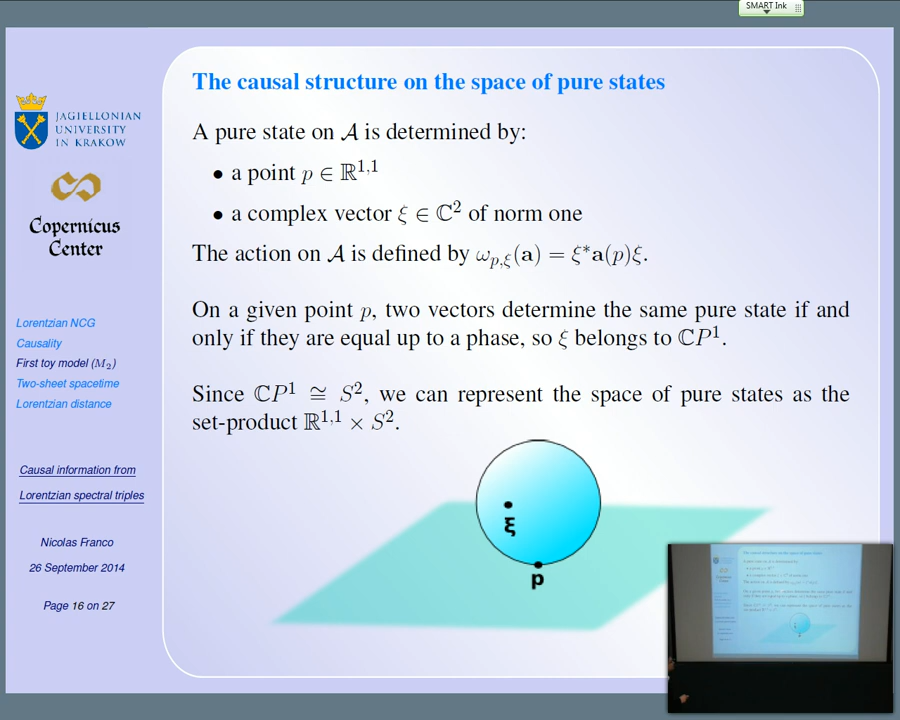 SMART Ink
The causal structure on the space of pure states
A pure state on 𝒜 is determined by:
• a point p ∈ ℝ¹,¹
• a complex vector ξ ∈ ℂ² of norm one
The action on 𝒜 is defined by ω_{p,ξ}(𝐚) = ξ*𝐚(p)ξ.
On a given point p, two vectors determine the same pure state if and
only if they are equal up to a phase, so ξ belongs to ℂP¹.
Since ℂP¹ ≅ S², we can represent the space of pure states as the
set-product ℝ¹,¹ × S².
ξ
p
JAGIELLONIAN
UNIVERSITY
IN KRAKOW
Copernicus
Center
Lorentzian NCG
Causality
First toy model (M₂)
Two-sheet spacetime
Lorentzian distance
Causal information from
Lorentzian spectral triples
Nicolas Franco
26 September 2014
Page 16 on 27